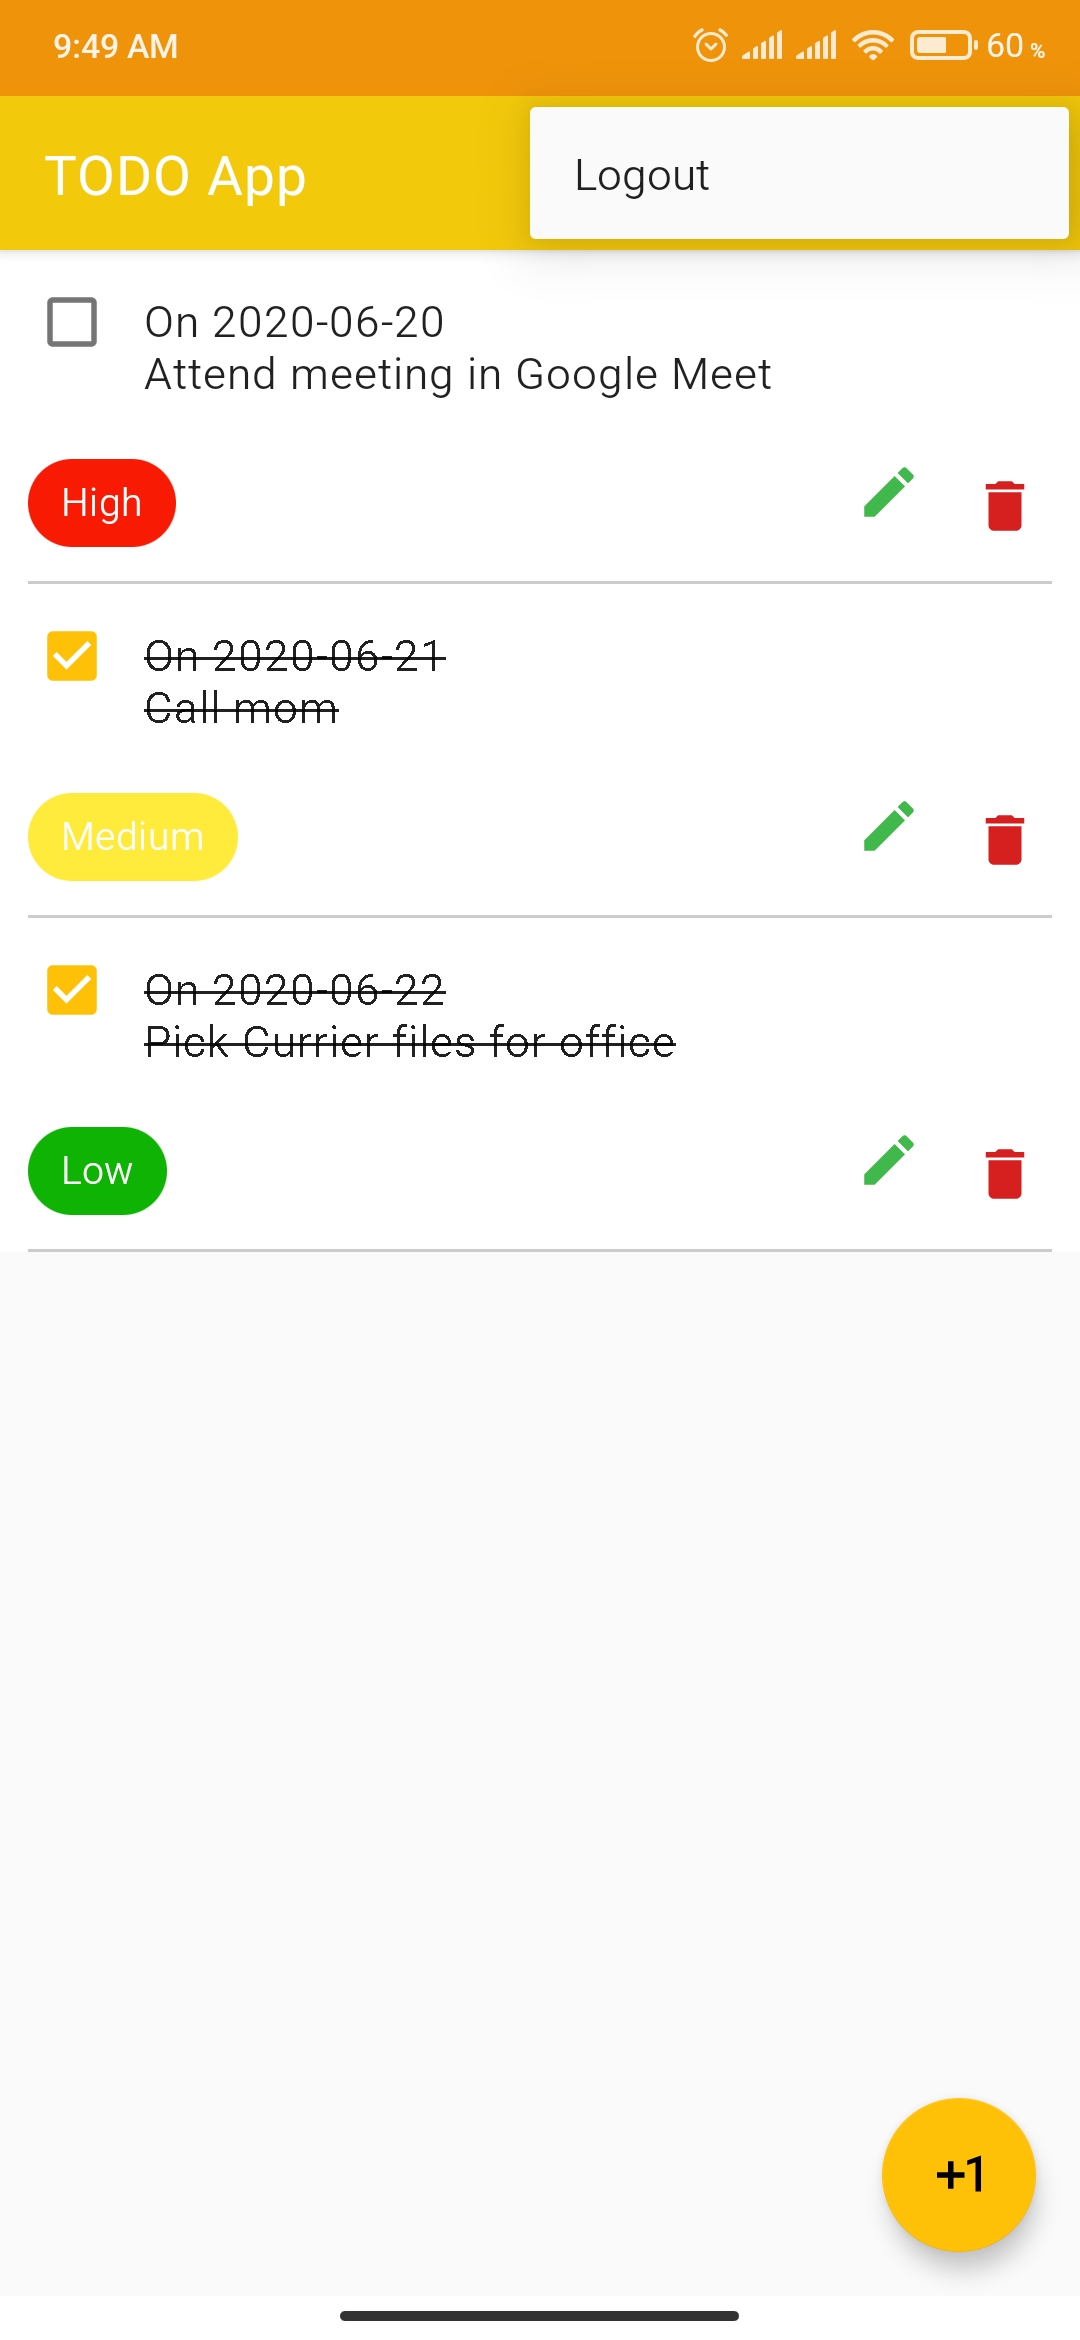 9:49 AM
60 %
TODO App
Logout
On 2020-06-20
Attend meeting in Google Meet
High
On 2020-06-21
Call mom
Medium
On 2020-06-22
Pick Currier files for office
Low
+1